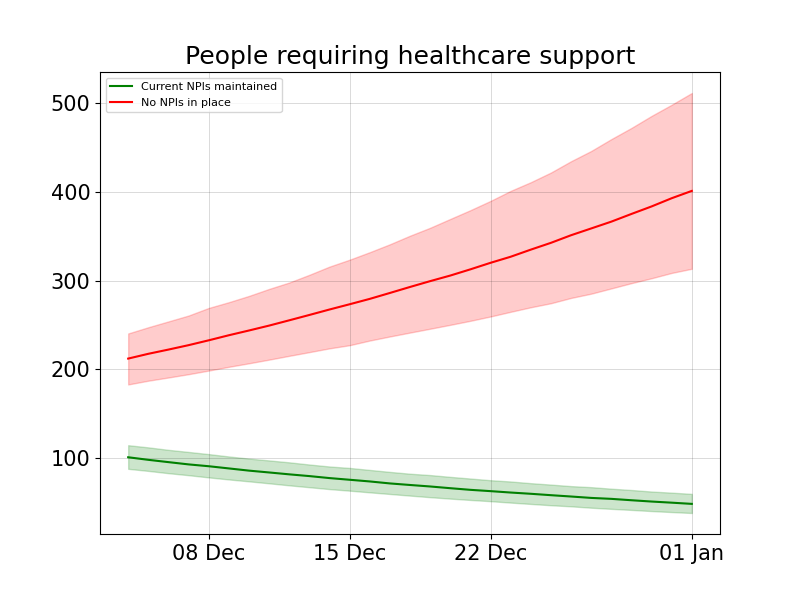 People requiring healthcare support
Current NPIs maintained
No NPIs in place
500
400
300
200
100
08 Dec
15 Dec
22 Dec
01 Jan